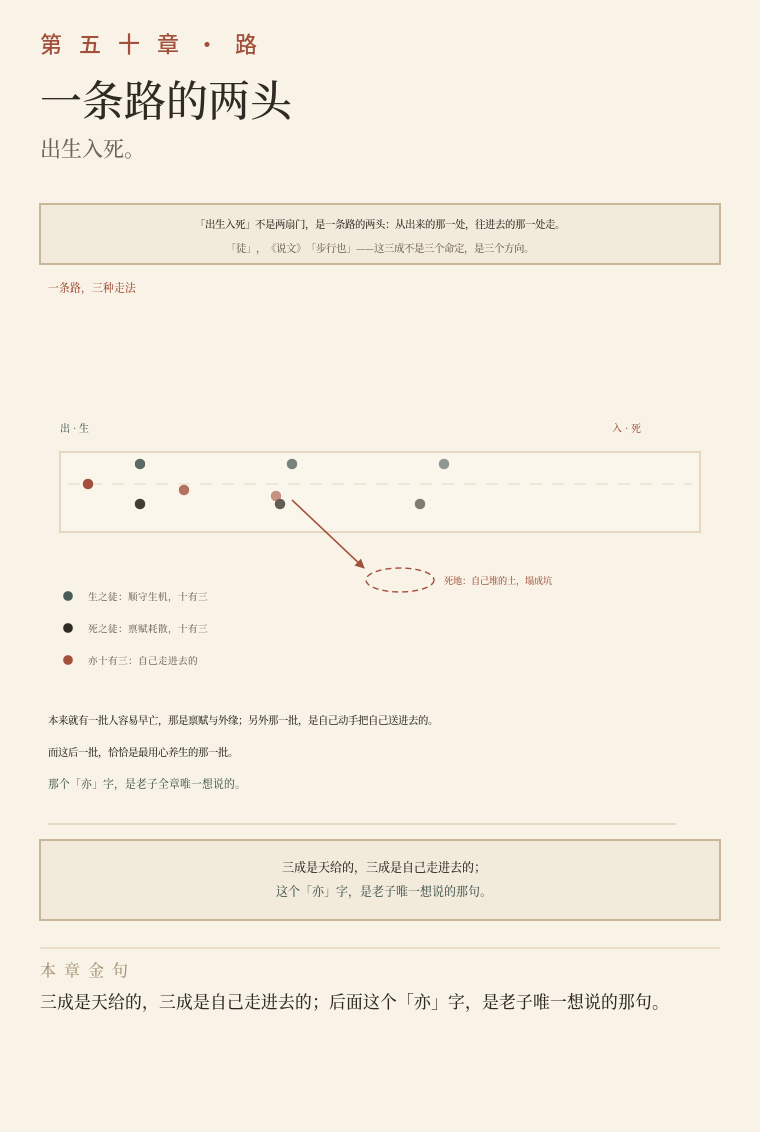 第五十章·路
一条路的两头
出生入死。
「出生入死」不是两扇门，是一条路的两头：从出来的那一处，往进去的那一处走。
「徒」，《说文》「步行也」——这三成不是三个命定，是三个方向。
一条路，三种走法
出·生
入·死
死地：自己堆的土，塌成坑
生之徒：顺守生机，十有三
死之徒：禀赋耗散，十有三
亦十有三：自己走进去的
本来就有一批人容易早亡，那是禀赋与外缘；另外那一批，是自己动手把自己送进去的。
而这后一批，恰恰是最用心养生的那一批。
那个「亦」字，是老子全章唯一想说的。
三成是天给的，三成是自己走进去的；
这个「亦」字，是老子唯一想说的那句。
本章金句
三成是天给的，三成是自己走进去的；后面这个「亦」字，是老子唯一想说的那句。